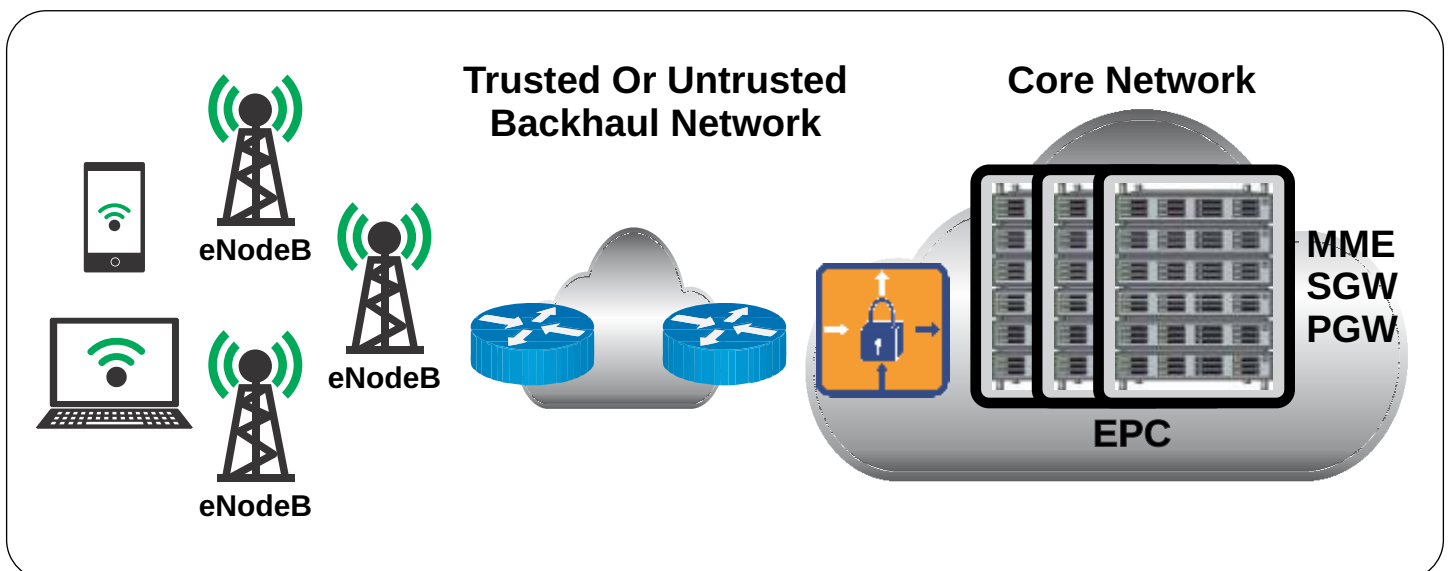 Trusted Or Untrusted
Backhaul Network
Core Network
eNodeB
eNodeB
eNodeB
MME
SGW
PGW
EPC